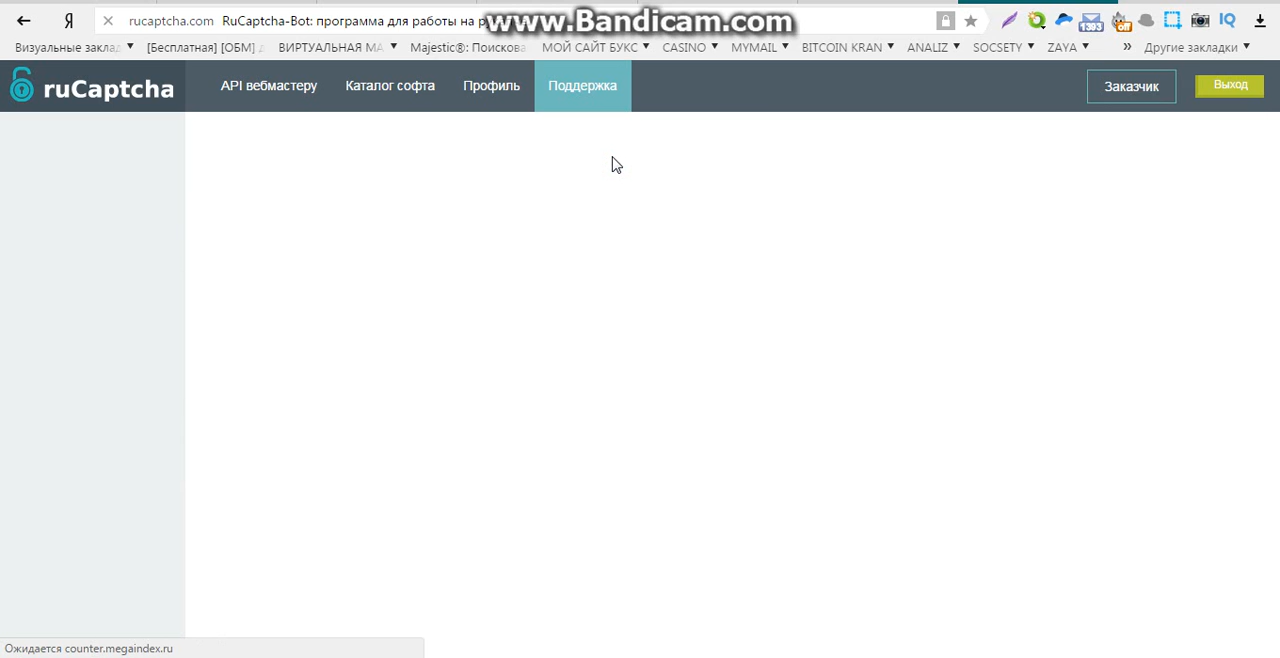 www.Bandicam.com
Я rucaptcha.com RuCaptcha-Bot: программа для работы на
Визуальные заклад [Бесплатная] [ОБМ] ВИРТУАЛЬНАЯ МА Majestic®: Поискова МОЙ САЙТ БУКС CASINO MYMAIL BITCOIN KRAN ANALIZ SOCSETY ZAYA » Другие закладки
ruCaptcha API вебмастеру Каталог софта Профиль Поддержка Заказчик Выход
Ожидается counter.megaindex.ru